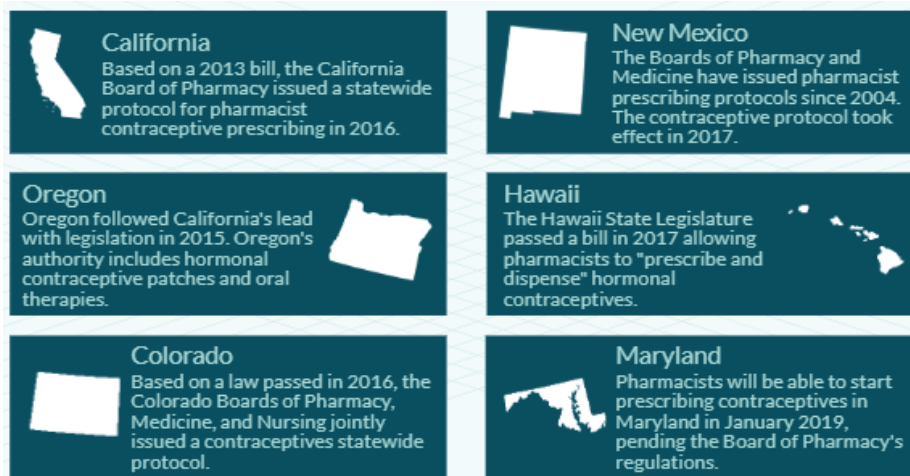 California
Based on a 2013 bill, the California
Board of Pharmacy issued a statewide
protocol for pharmacist
contraceptive prescribing in 2016.
New Mexico
The Boards of Pharmacy and
Medicine have issued pharmacist
prescribing protocols since 2004.
The contraceptive protocol took
effect in 2017.
Oregon
Oregon followed California's lead
with legislation in 2015. Oregon's
authority includes hormonal
contraceptive patches and oral
therapies.
Hawaii
The Hawaii State Legislature
passed a bill in 2017 allowing
pharmacists to "prescribe and
dispense" hormonal
contraceptives.
Colorado
Based on a law passed in 2016, the
Colorado Boards of Pharmacy,
Medicine, and Nursing jointly
issued a contraceptives statewide
protocol.
Maryland
Pharmacists will be able to start
prescribing contraceptives in
Maryland in January 2019,
pending the Board of Pharmacy's
regulations.